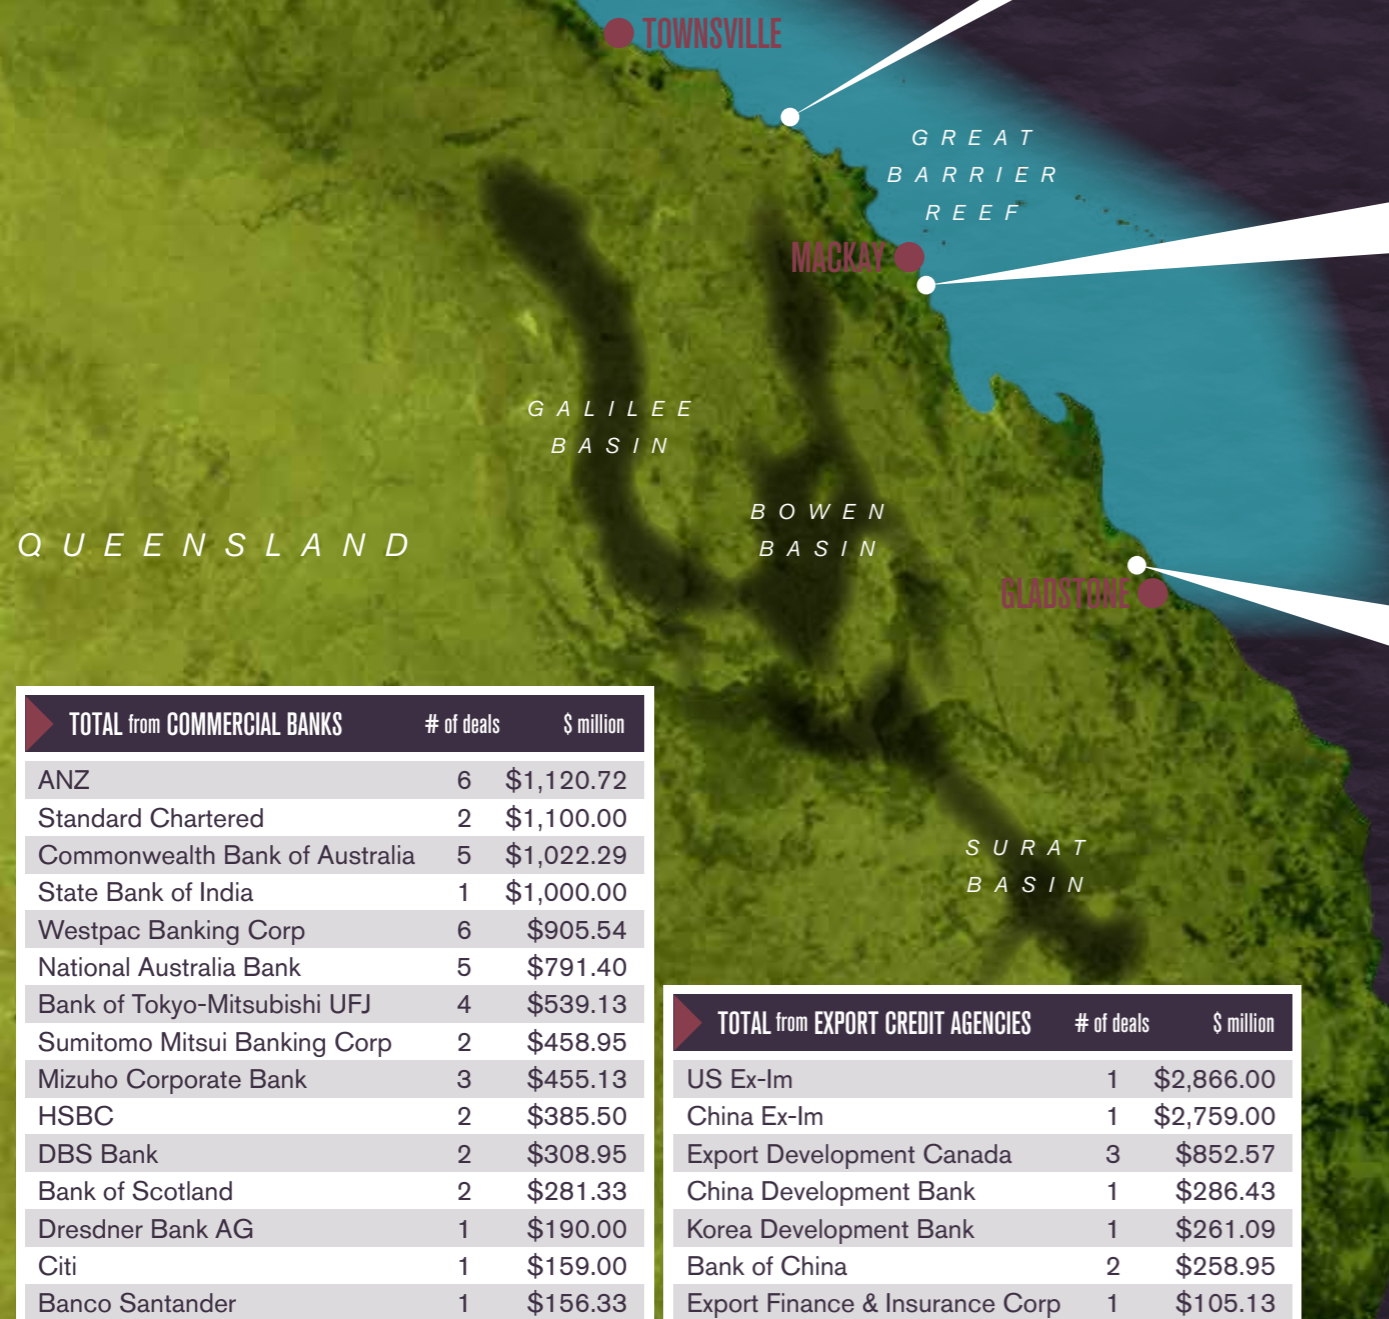 TOWNSVILLE
GREAT
BARRIER
REEF
MACKAY
GALILEE
BASIN
BOWEN
BASIN
QUEENSLAND
GLADSTONE
TOTAL from COMMERCIAL BANKS # of deals $ million
ANZ 6 $1,120.72
Standard Chartered 2 $1,100.00
Commonwealth Bank of Australia 5 $1,022.29
State Bank of India 1 $1,000.00
Westpac Banking Corp 6 $905.54
National Australia Bank 5 $791.40
Bank of Tokyo-Mitsubishi UFJ 4 $539.13
Sumitomo Mitsui Banking Corp 2 $458.95
Mizuho Corporate Bank 3 $455.13
HSBC 2 $385.50
DBS Bank 2 $308.95
Bank of Scotland 2 $281.33
Dresdner Bank AG 1 $190.00
Citi 1 $159.00
Banco Santander 1 $156.33
SURAT
BASIN
TOTAL from EXPORT CREDIT AGENCIES # of deals $ million
US Ex-Im 1 $2,866.00
China Ex-Im 1 $2,759.00
Export Development Canada 3 $852.57
China Development Bank 1 $286.43
Korea Development Bank 1 $261.09
Bank of China 2 $258.95
Export Finance & Insurance Corp 1 $105.13